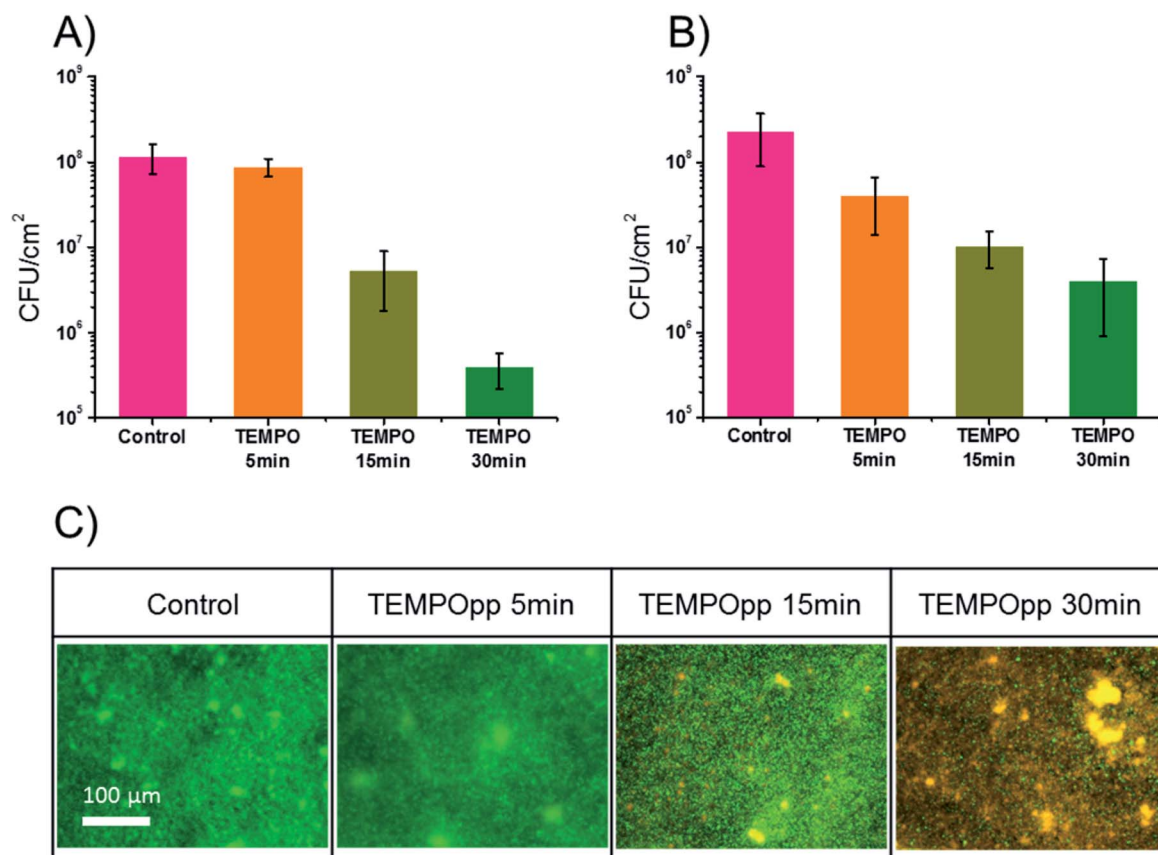 A)
10⁹
10⁸
10⁷
10⁶
10⁵
CFU/cm²
Control
TEMPO 5min
TEMPO 15min
TEMPO 30min
B)
10⁹
10⁸
10⁷
10⁶
10⁵
CFU/cm²
Control
TEMPO 5min
TEMPO 15min
TEMPO 30min
C)
Control
TEMPOpp 5min
TEMPOpp 15min
TEMPOpp 30min
100 µm